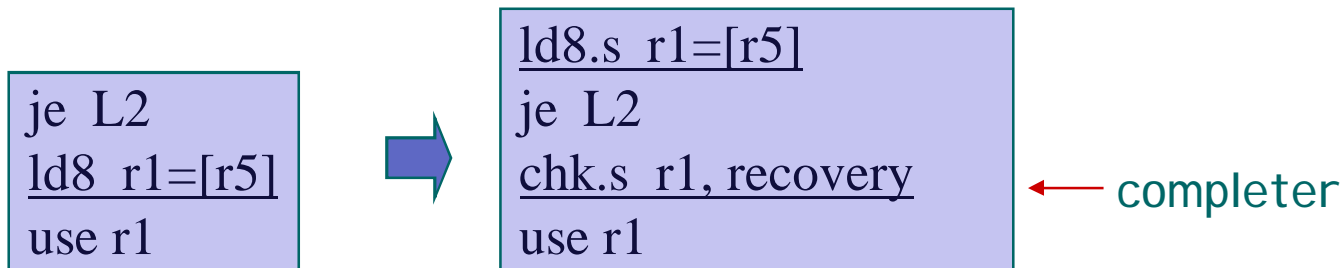 je L2
ld8 r1=[r5]
use r1
ld8.s r1=[r5]
je L2
chk.s r1, recovery
use r1
completer